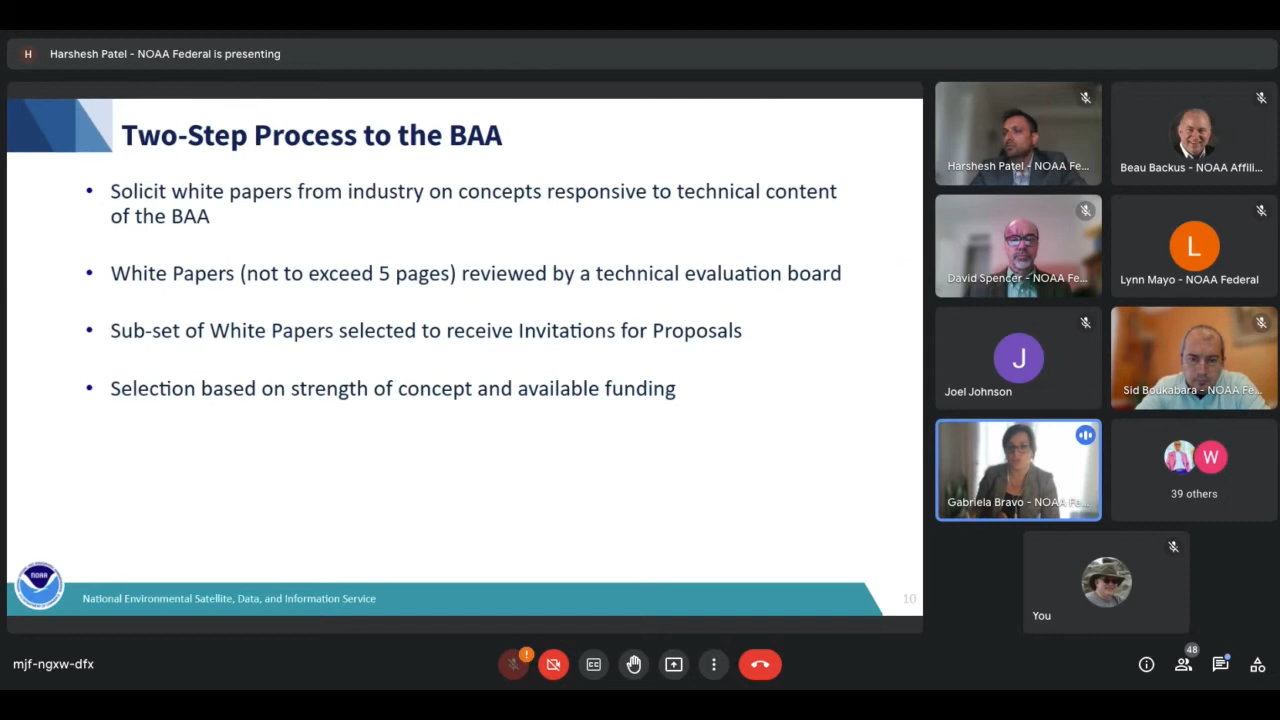 H Harshesh Patel - NOAA Federal is presenting
Two-Step Process to the BAA
• Solicit white papers from industry on concepts responsive to technical content
of the BAA
• White Papers (not to exceed 5 pages) reviewed by a technical evaluation board
• Sub-set of White Papers selected to receive Invitations for Proposals
• Selection based on strength of concept and available funding
NOAA
National Environmental Satellite, Data, and Information Service
10
Harshesh Patel - NOAA Fe...
Beau Backus - NOAA Affili...
David Spencer - NOAA Fe...
L
Lynn Mayo - NOAA Federal
J
Joel Johnson
Sid Boukabara - NOAA Fe...
Gabriela Bravo - NOAA Fe...
W
39 others
You
mjf-ngxw-dfx
!
CC
48